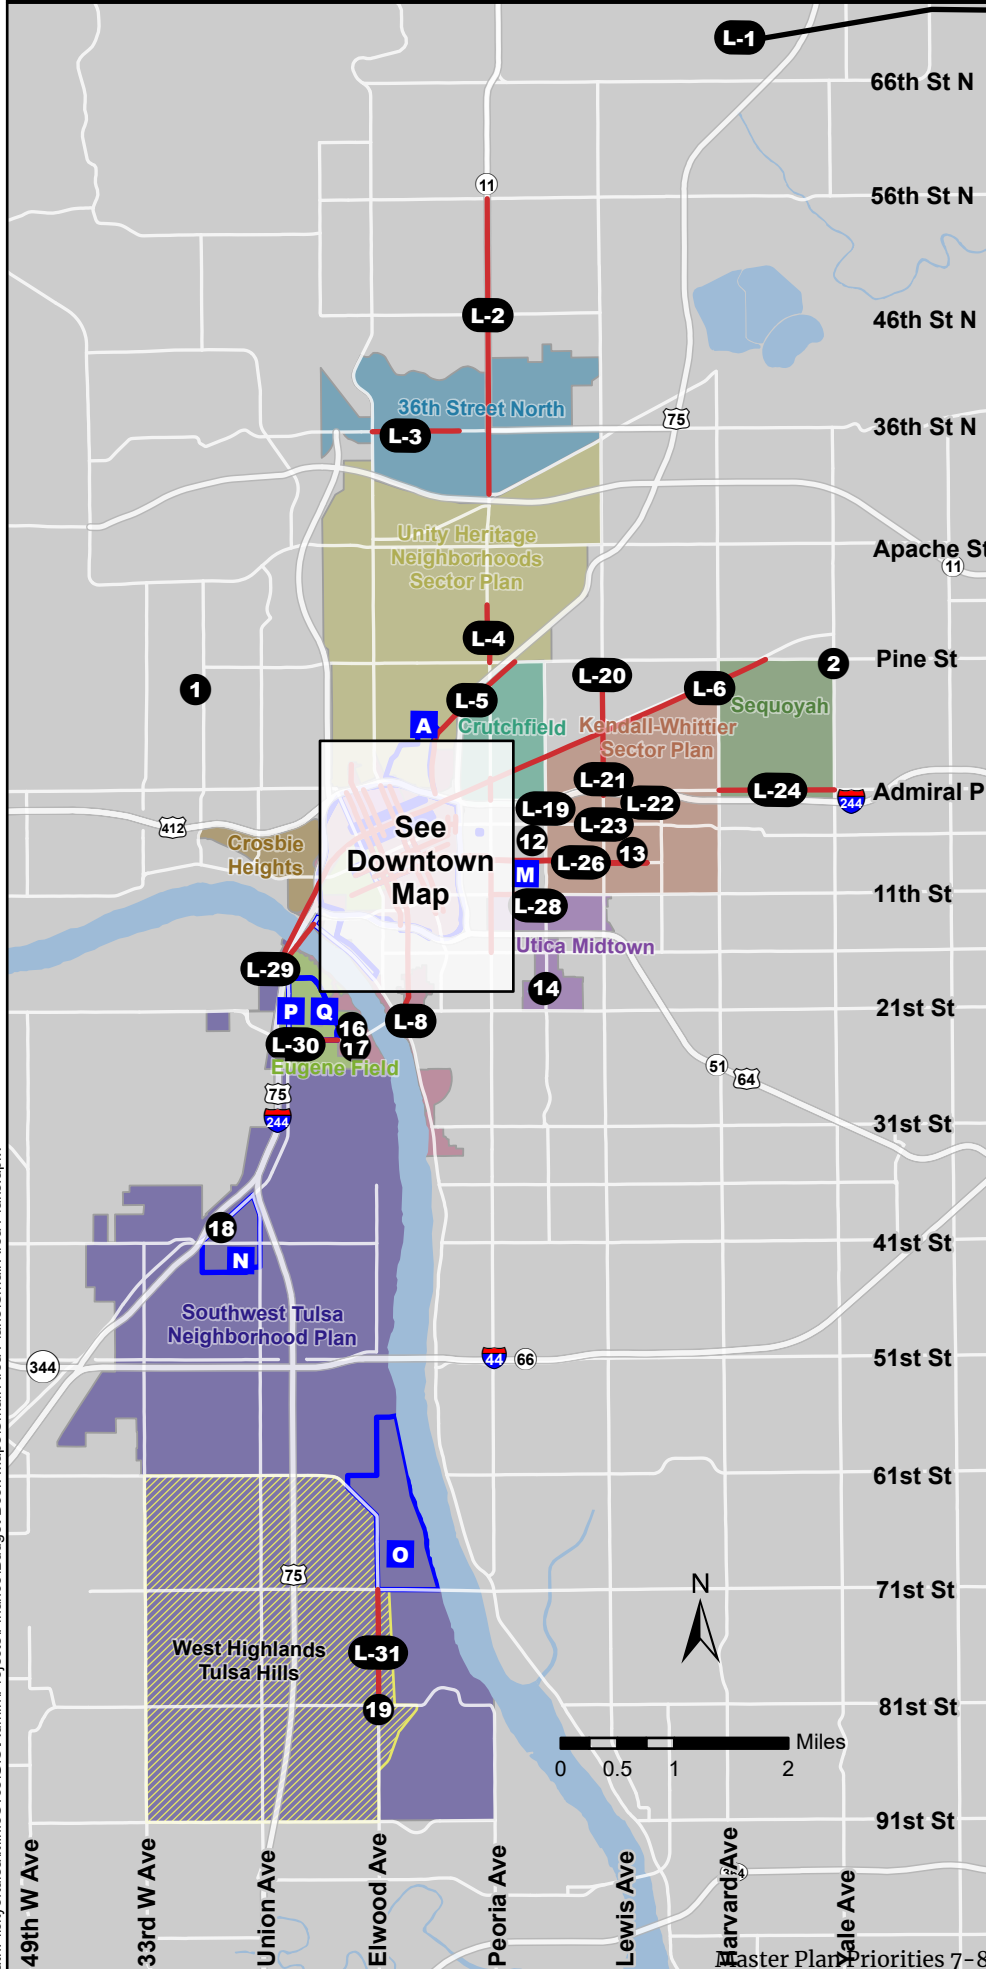 L-1
66th St N
11
56th St N
L-2
46th St N
36th Street North
75
L-3
36th St N
Unity Heritage
Neighborhoods
Sector Plan
Apache St
11
L-4
Pine St
2
1
L-20
L-6
L-5
Sequoyah
A
Crutchfield
Kendall-Whittier
Sector Plan
L-21
L-24
Admiral P
244
L-22
L-19
412
See
Downtown
Map
L-23
12
13
Crosbie
Heights
L-26
M
11th St
L-28
Utica Midtown
L-29
14
P
Q
21st St
L-8
16
L-30
17
Eugene Field
51
64
75
244
31st St
18
41st St
N
Southwest Tulsa
Neighborhood Plan
344
44
66
51st St
61st St
O
75
71st St
N
West Highlands
Tulsa Hills
L-31
19
81st St
Miles
0 0.5 1 2
91st St
49th W Ave
33rd W Ave
Union Ave
Elwood Ave
Peoria Ave
Lewis Ave
Harvard Ave
Yale Ave
Master Plan Priorities 7-8